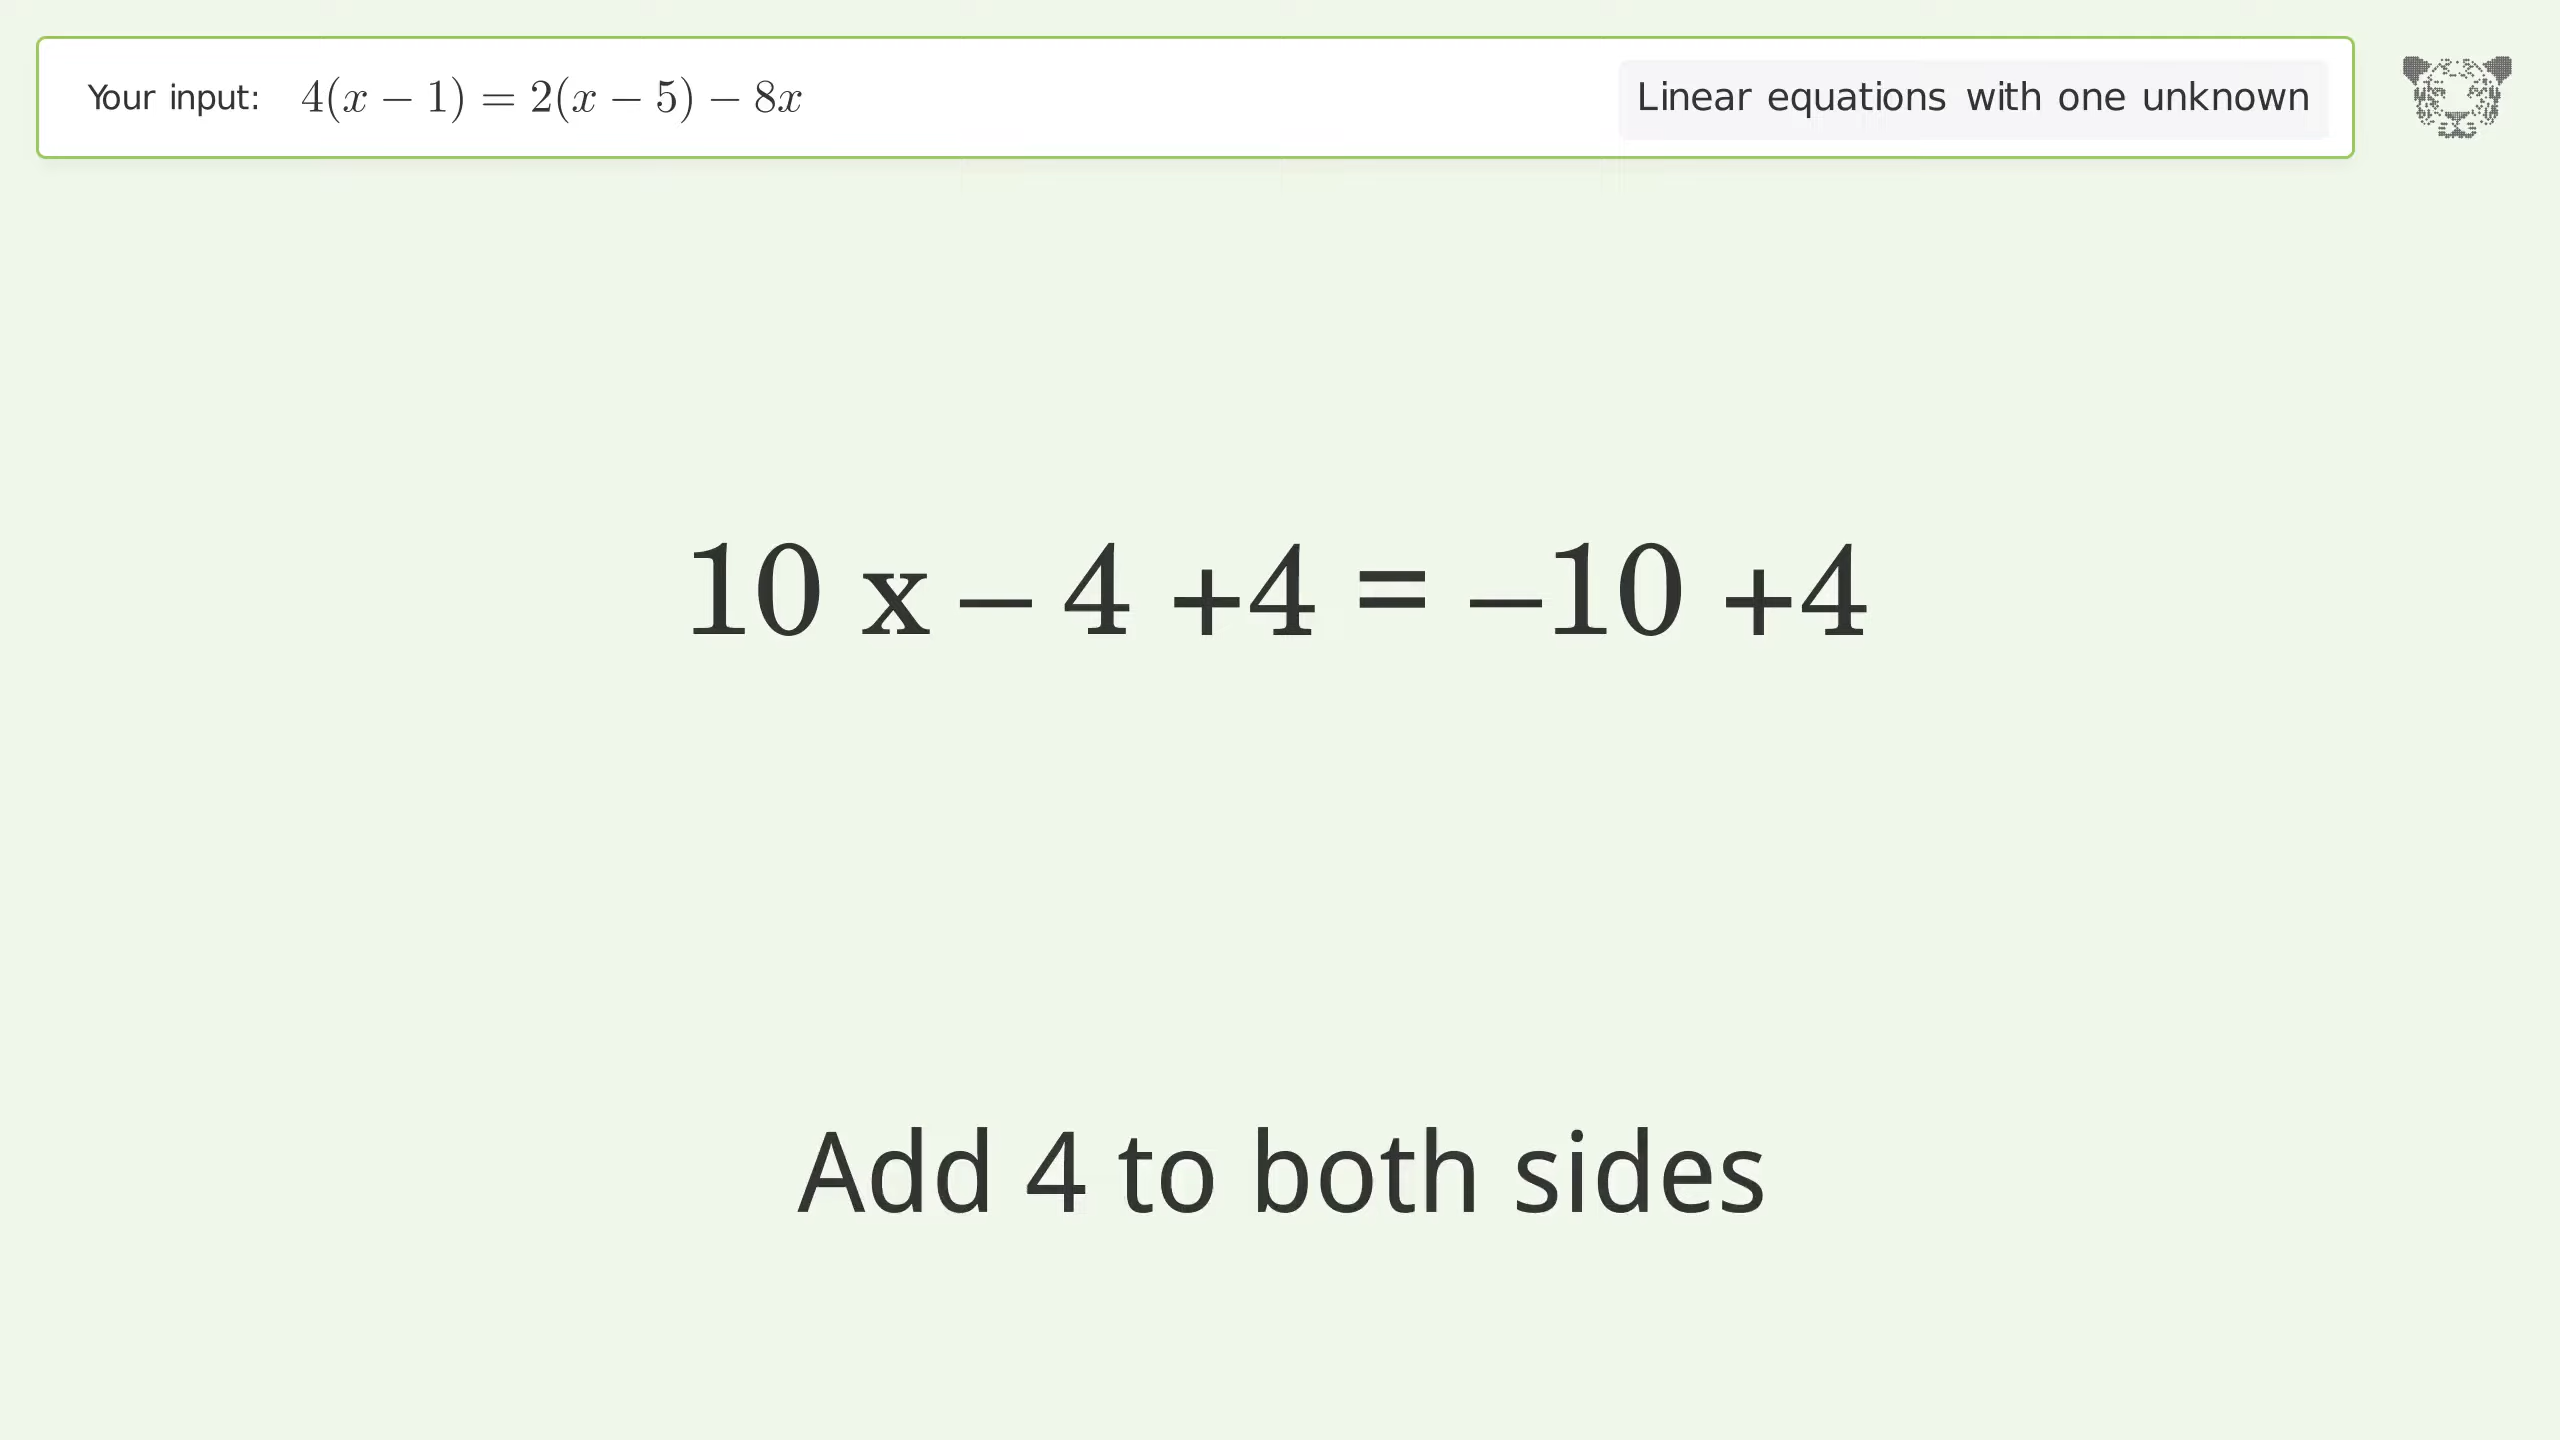 Your input: 4(x − 1) = 2(x − 5) − 8x
Linear equations with one unknown
10 x − 4 +4 = −10 +4
Add 4 to both sides